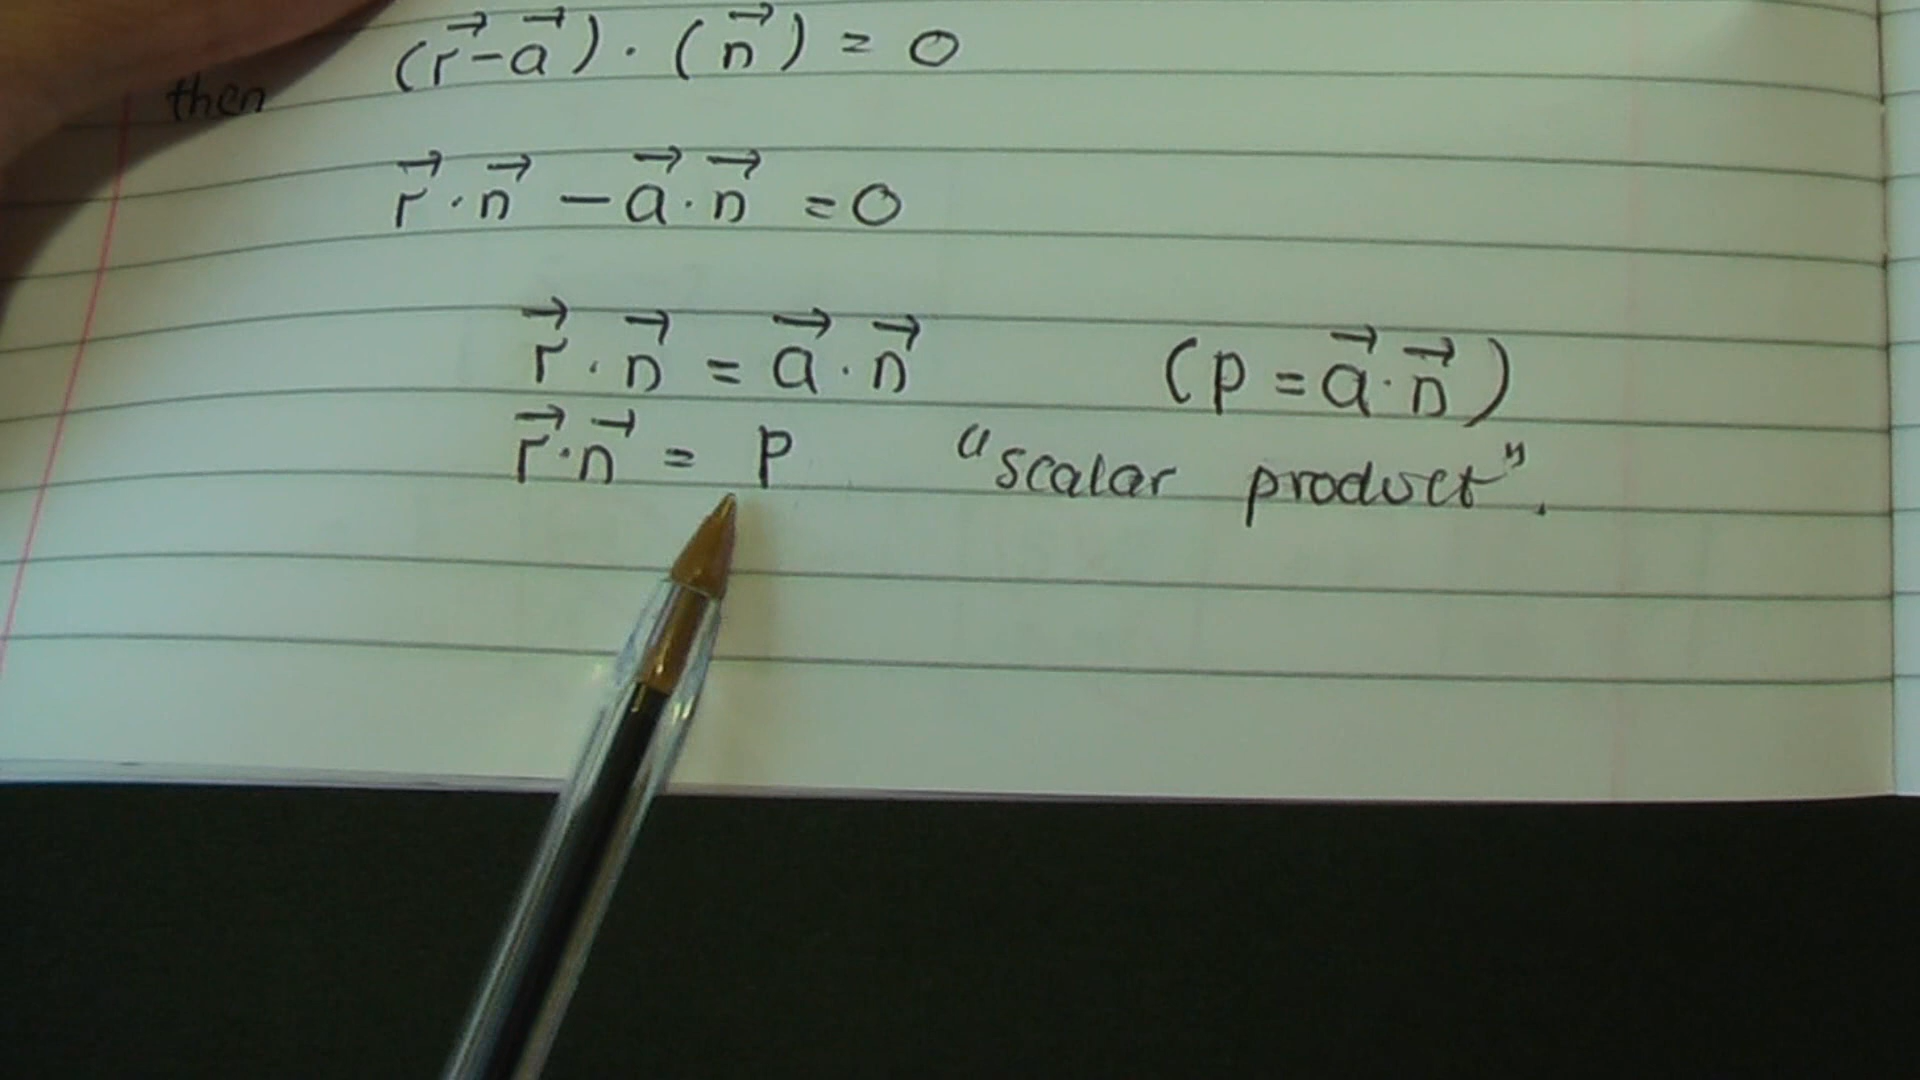 then (r⃗-a⃗) · (n⃗) = 0
r⃗ · n⃗ - a⃗ · n⃗ = 0
r⃗ · n⃗ = a⃗ · n⃗ (p = a⃗ · n⃗)
r⃗ · n⃗ = p "scalar product".